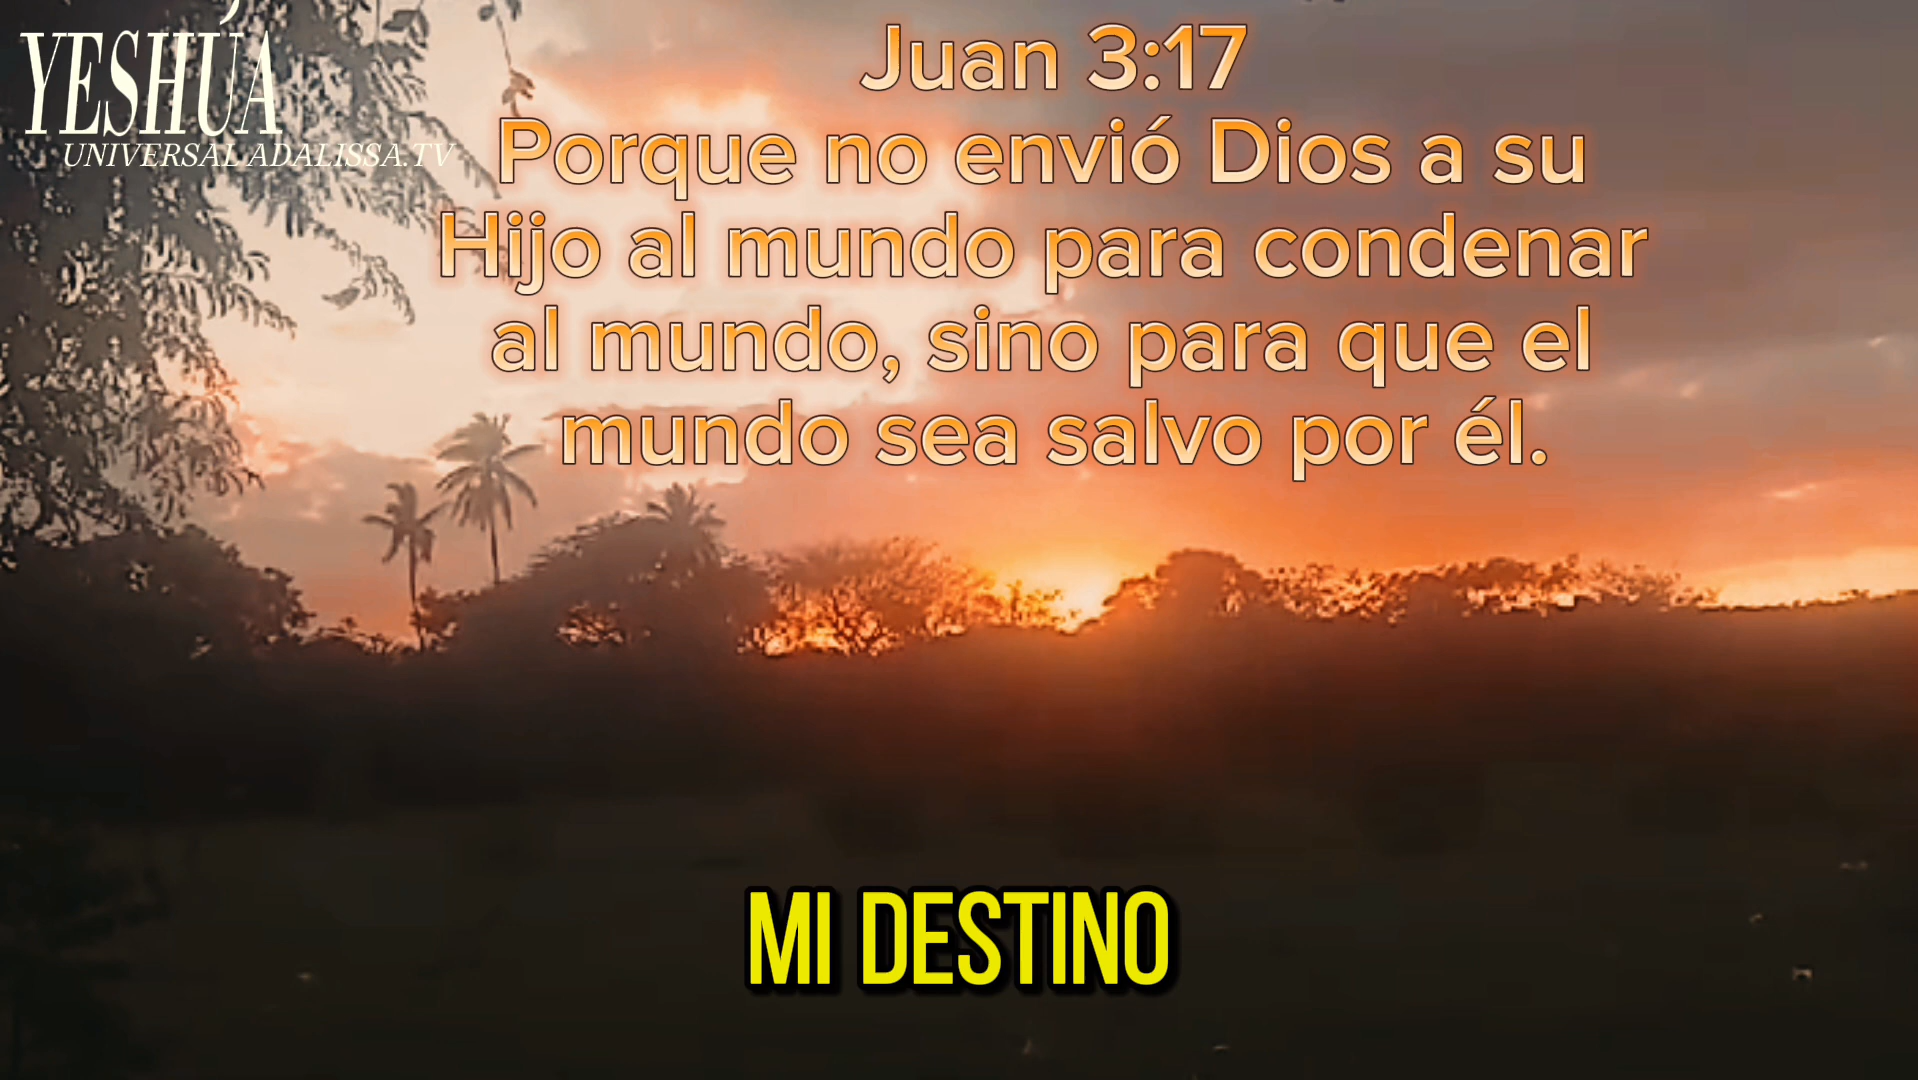 YESHÚA
UNIVERSAL ADALISSA.TV
Juan 3:17
Porque no envió Dios a su
Hijo al mundo para condenar
al mundo, sino para que el
mundo sea salvo por él.
MI DESTINO